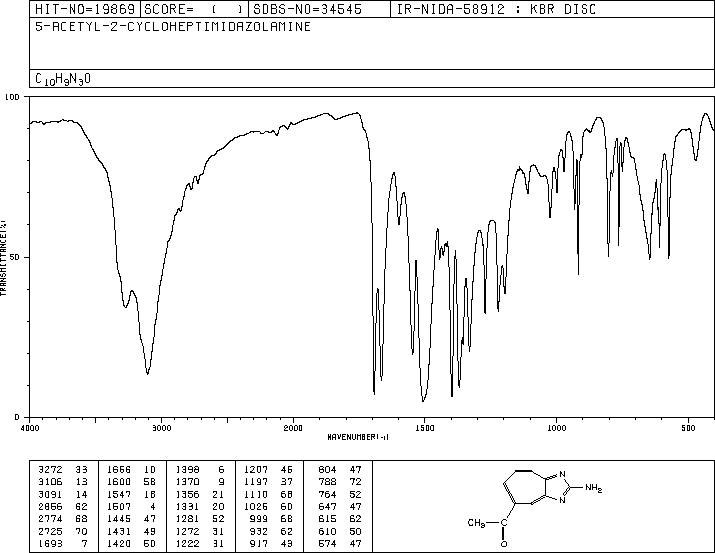 HIT-NO=19869 SCORE= ( ) SDBS-NO=34545 IR-NIDA-58912 : KBR DISC
5-ACETYL-2-CYCLOHEPTIMIDAZOLAMINE
C10H9N3O
100
50
0
TRANSMITTANCE(%)
4000 3000 2000 1500 1000 500
WAVENUMBER(-1)
3272 33 1666 10 1398 6 1207 46 804 47
3106 13 1600 58 1370 9 1197 37 788 72
3091 14 1547 18 1356 21 1110 68 764 52
2866 62 1507 4 1331 20 1026 60 647 47
2774 68 1445 47 1281 52 999 68 615 62
2725 70 1431 49 1272 31 932 62 610 50
1693 7 1420 50 1222 31 917 43 574 47
N
NH2
N
CH3
C
O